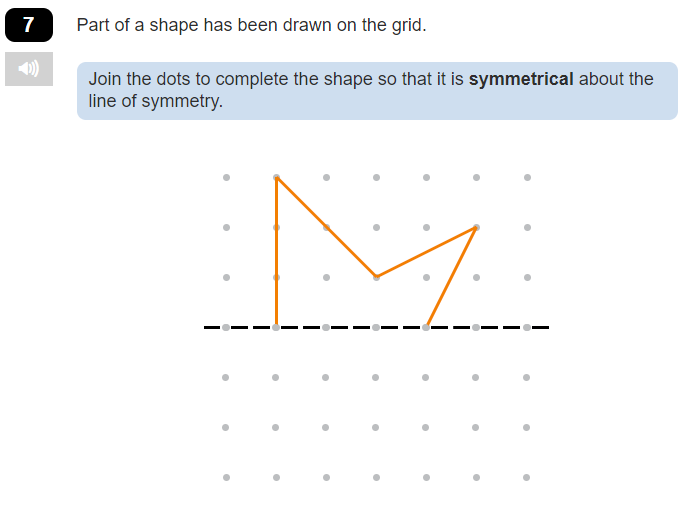 7
Part of a shape has been drawn on the grid.
Join the dots to complete the shape so that it is symmetrical about the
line of symmetry.